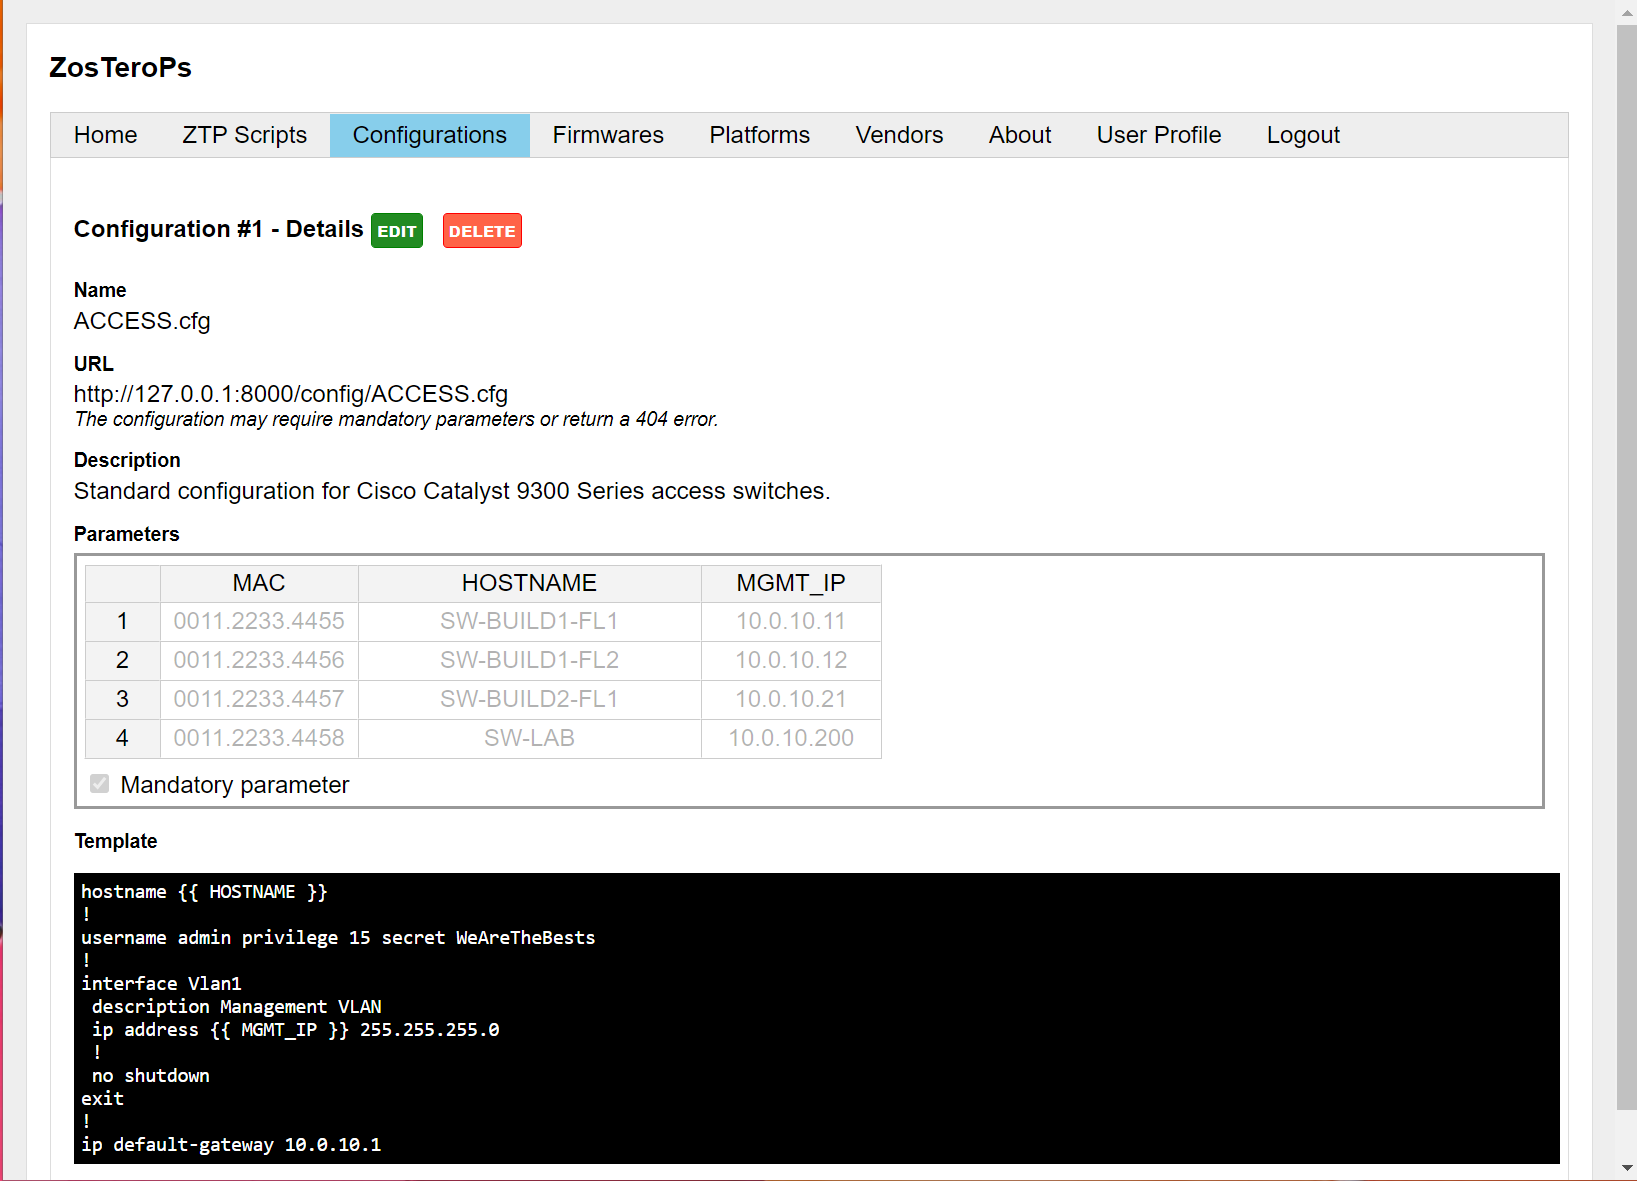 ZosTeroPs
Home ZTP Scripts Configurations Firmwares Platforms Vendors About User Profile Logout
Configuration #1 - Details EDIT DELETE
Name
ACCESS.cfg
URL
http://127.0.0.1:8000/config/ACCESS.cfg
The configuration may require mandatory parameters or return a 404 error.
Description
Standard configuration for Cisco Catalyst 9300 Series access switches.
Parameters
MAC HOSTNAME MGMT_IP
1 0011.2233.4455 SW-BUILD1-FL1 10.0.10.11
2 0011.2233.4456 SW-BUILD1-FL2 10.0.10.12
3 0011.2233.4457 SW-BUILD2-FL1 10.0.10.21
4 0011.2233.4458 SW-LAB 10.0.10.200
Mandatory parameter
Template
hostname {{ HOSTNAME }}
!
username admin privilege 15 secret WeAreTheBests
!
interface Vlan1
 description Management VLAN
 ip address {{ MGMT_IP }} 255.255.255.0
 !
 no shutdown
exit
!
ip default-gateway 10.0.10.1